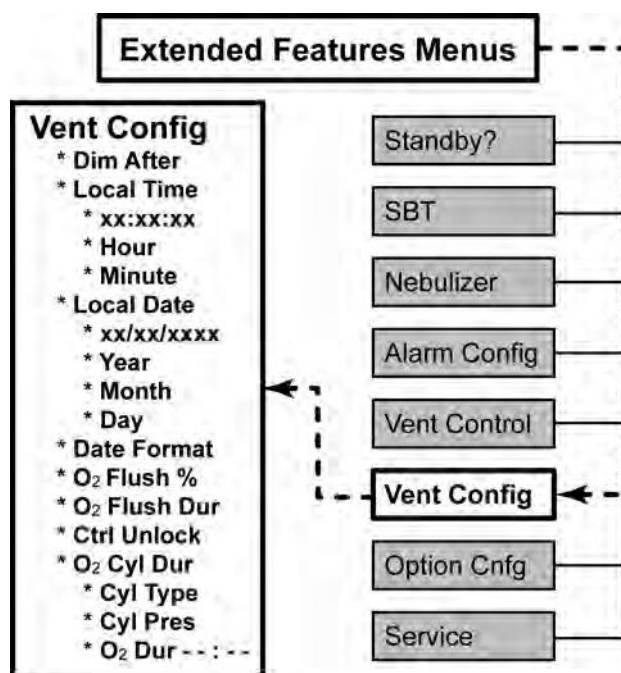 Extended Features Menus
Vent Config
* Dim After
* Local Time
* xx:xx:xx
* Hour
* Minute
* Local Date
* xx/xx/xxxx
* Year
* Month
* Day
* Date Format
* O₂ Flush %
* O₂ Flush Dur
* Ctrl Unlock
* O₂ Cyl Dur
* Cyl Type
* Cyl Pres
* O₂ Dur - - : - -
Standby?
SBT
Nebulizer
Alarm Config
Vent Control
Vent Config
Option Cnfg
Service